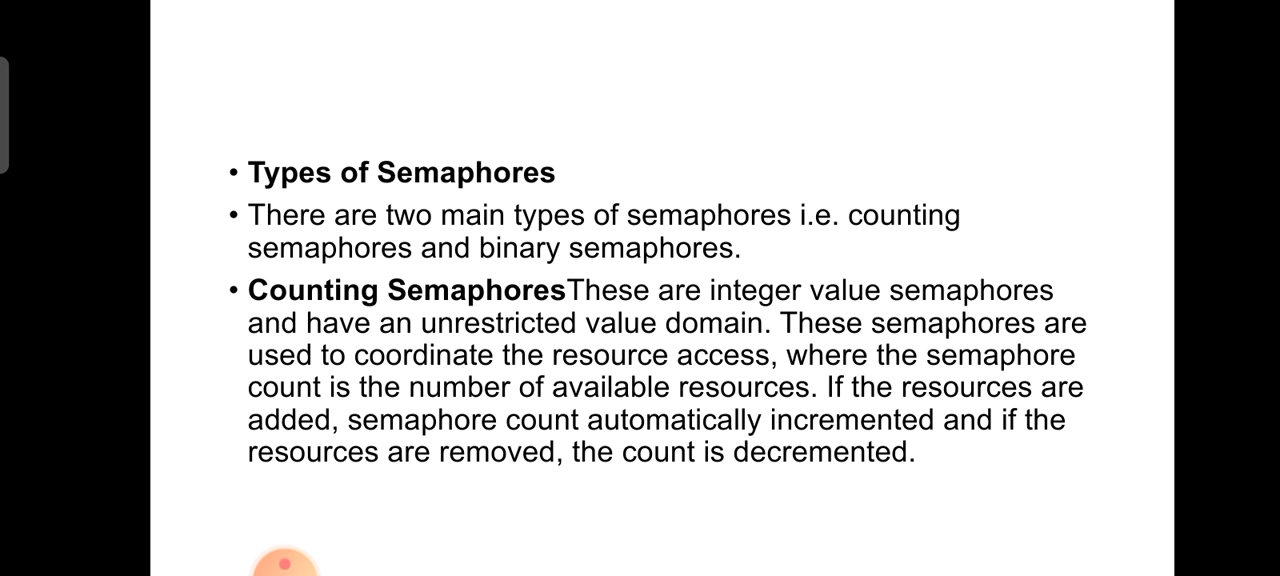 • Types of Semaphores
• There are two main types of semaphores i.e. counting
semaphores and binary semaphores.
• Counting SemaphoresThese are integer value semaphores
and have an unrestricted value domain. These semaphores are
used to coordinate the resource access, where the semaphore
count is the number of available resources. If the resources are
added, semaphore count automatically incremented and if the
resources are removed, the count is decremented.